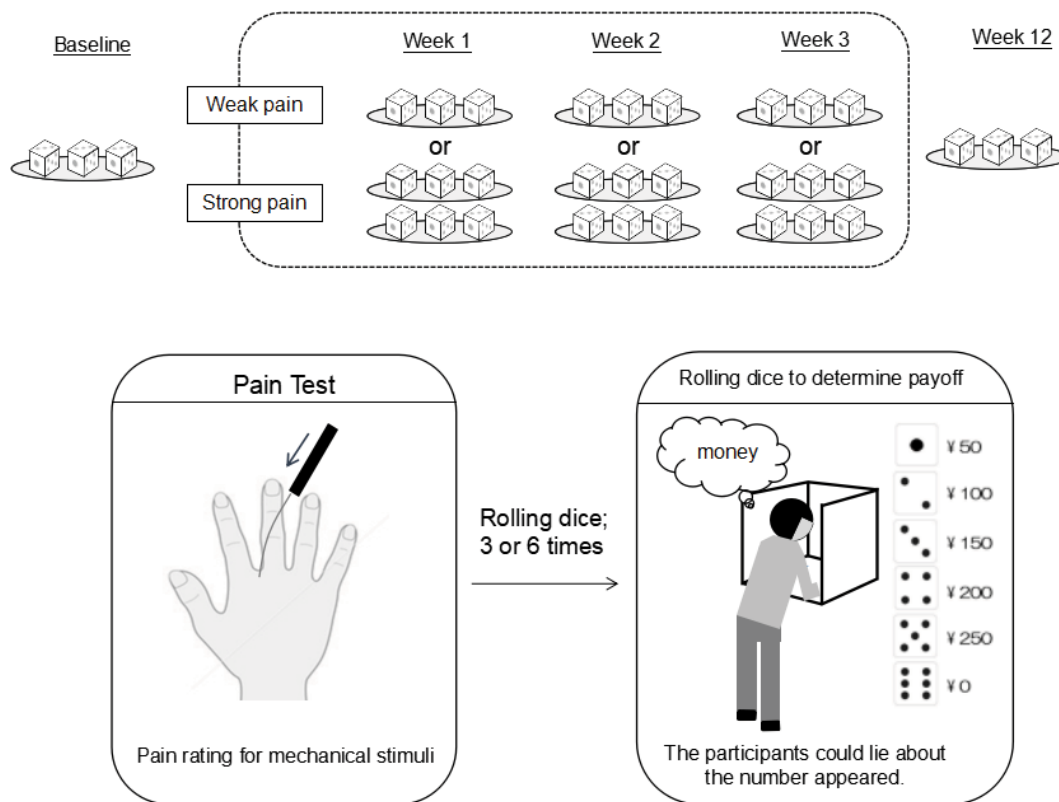 Baseline
Week 1
Week 2
Week 3
Week 12
Weak pain
or
or
or
Strong pain
Pain Test
Pain rating for mechanical stimuli
Rolling dice;
3 or 6 times
Rolling dice to determine payoff
money
¥ 50
¥ 100
¥ 150
¥ 200
¥ 250
¥ 0
The participants could lie about
the number appeared.